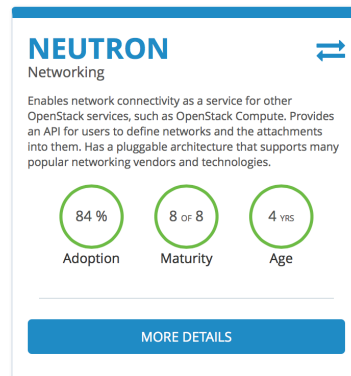 NEUTRON
Networking
Enables network connectivity as a service for other
OpenStack services, such as OpenStack Compute. Provides
an API for users to define networks and the attachments
into them. Has a pluggable architecture that supports many
popular networking vendors and technologies.
84 % 8 OF 8 4 YRS
Adoption Maturity Age
MORE DETAILS